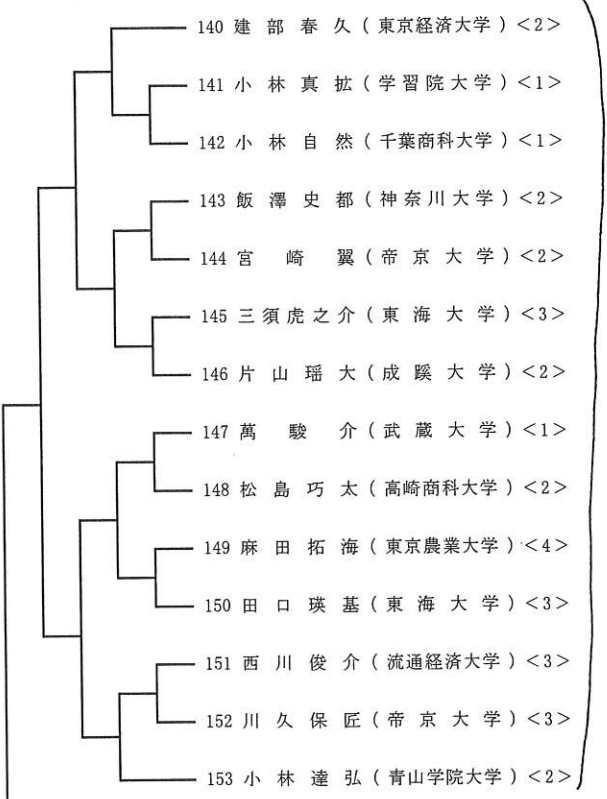 140 建部春久(東京経済大学)<2>
141 小林真拡(学習院大学)<1>
142 小林自然(千葉商科大学)<1>
143 飯澤史都(神奈川大学)<2>
144 宮崎翼(帝京大学)<2>
145 三須虎之介(東海大学)<3>
146 片山瑶大(成蹊大学)<2>
147 萬駿介(武蔵大学)<1>
148 松島巧太(高崎商科大学)<2>
149 麻田拓海(東京農業大学)<4>
150 田口瑛基(東海大学)<3>
151 西川俊介(流通経済大学)<3>
152 川久保匠(帝京大学)<3>
153 小林達弘(青山学院大学)<2>